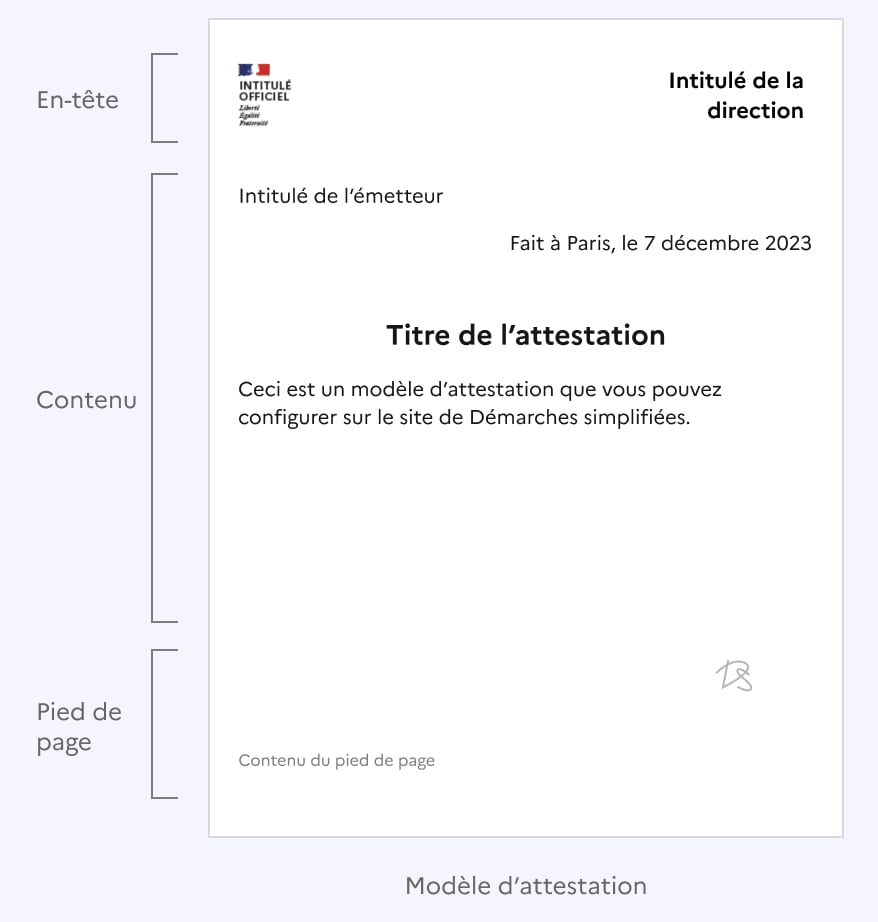 En-tête
INTITULÉ
OFFICIEL
Liberté
Égalité
Fraternité
Intitulé de la
direction
Intitulé de l’émetteur
Fait à Paris, le 7 décembre 2023
Contenu
Titre de l’attestation
Ceci est un modèle d’attestation que vous pouvez
configurer sur le site de Démarches simplifiées.
Pied de
page
DS
Contenu du pied de page
Modèle d’attestation